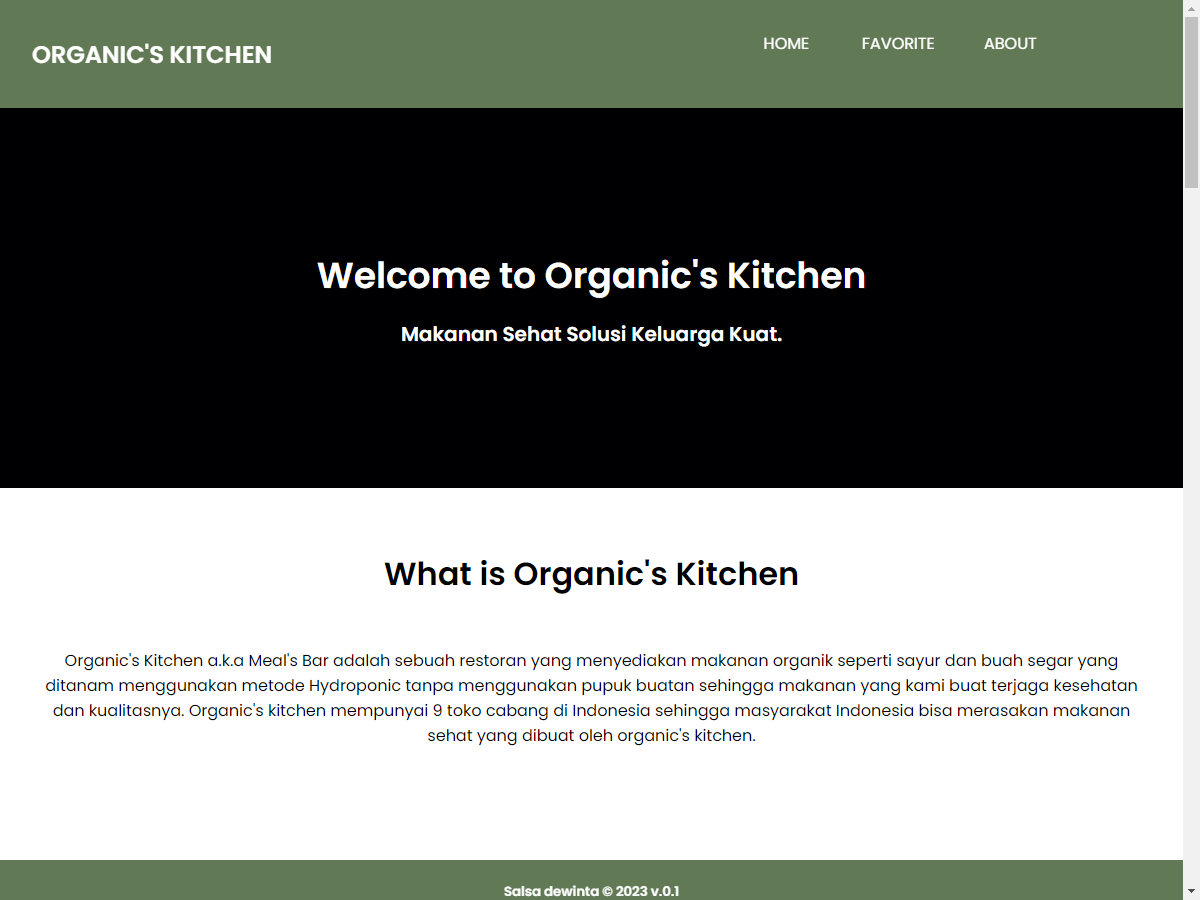 ORGANIC'S KITCHEN
HOME FAVORITE ABOUT
Welcome to Organic's Kitchen
Makanan Sehat Solusi Keluarga Kuat.
What is Organic's Kitchen
Organic's Kitchen a.k.a Meal's Bar adalah sebuah restoran yang menyediakan makanan organik seperti sayur dan buah segar yang
ditanam menggunakan metode Hydroponic tanpa menggunakan pupuk buatan sehingga makanan yang kami buat terjaga kesehatan
dan kualitasnya. Organic's kitchen mempunyai 9 toko cabang di Indonesia sehingga masyarakat Indonesia bisa merasakan makanan
sehat yang dibuat oleh organic's kitchen.
Salsa dewinta © 2023 v.0.1